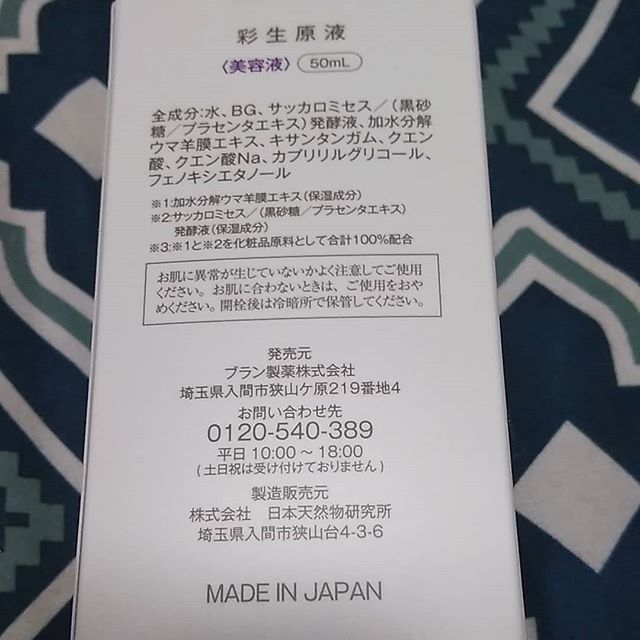 彩生原液
〈美容液〉 50mL
全成分:水、BG、サッカロミセス／(黒砂
糖／プラセンタエキス)発酵液、加水分解
ウマ羊膜エキス、キサンタンガム、クエン
酸、クエン酸Na、カプリリルグリコール、
フェノキシエタノール
※1:加水分解ウマ羊膜エキス(保湿成分)
※2:サッカロミセス／(黒砂糖／プラセンタエキス)
発酵液(保湿成分)
※3:※1と※2を化粧品原料として合計100%配合
お肌に異常が生じていないかよく注意してご使用
ください。お肌に合わないときは、ご使用をおや
めください。開栓後は冷暗所で保管してください。
発売元
ブラン製薬株式会社
埼玉県入間市狭山ケ原219番地4
お問い合わせ先
0120-540-389
平日 10:00～18:00
(土日祝は受け付けておりません)
製造販売元
株式会社 日本天然物研究所
埼玉県入間市狭山台4-3-6
MADE IN JAPAN